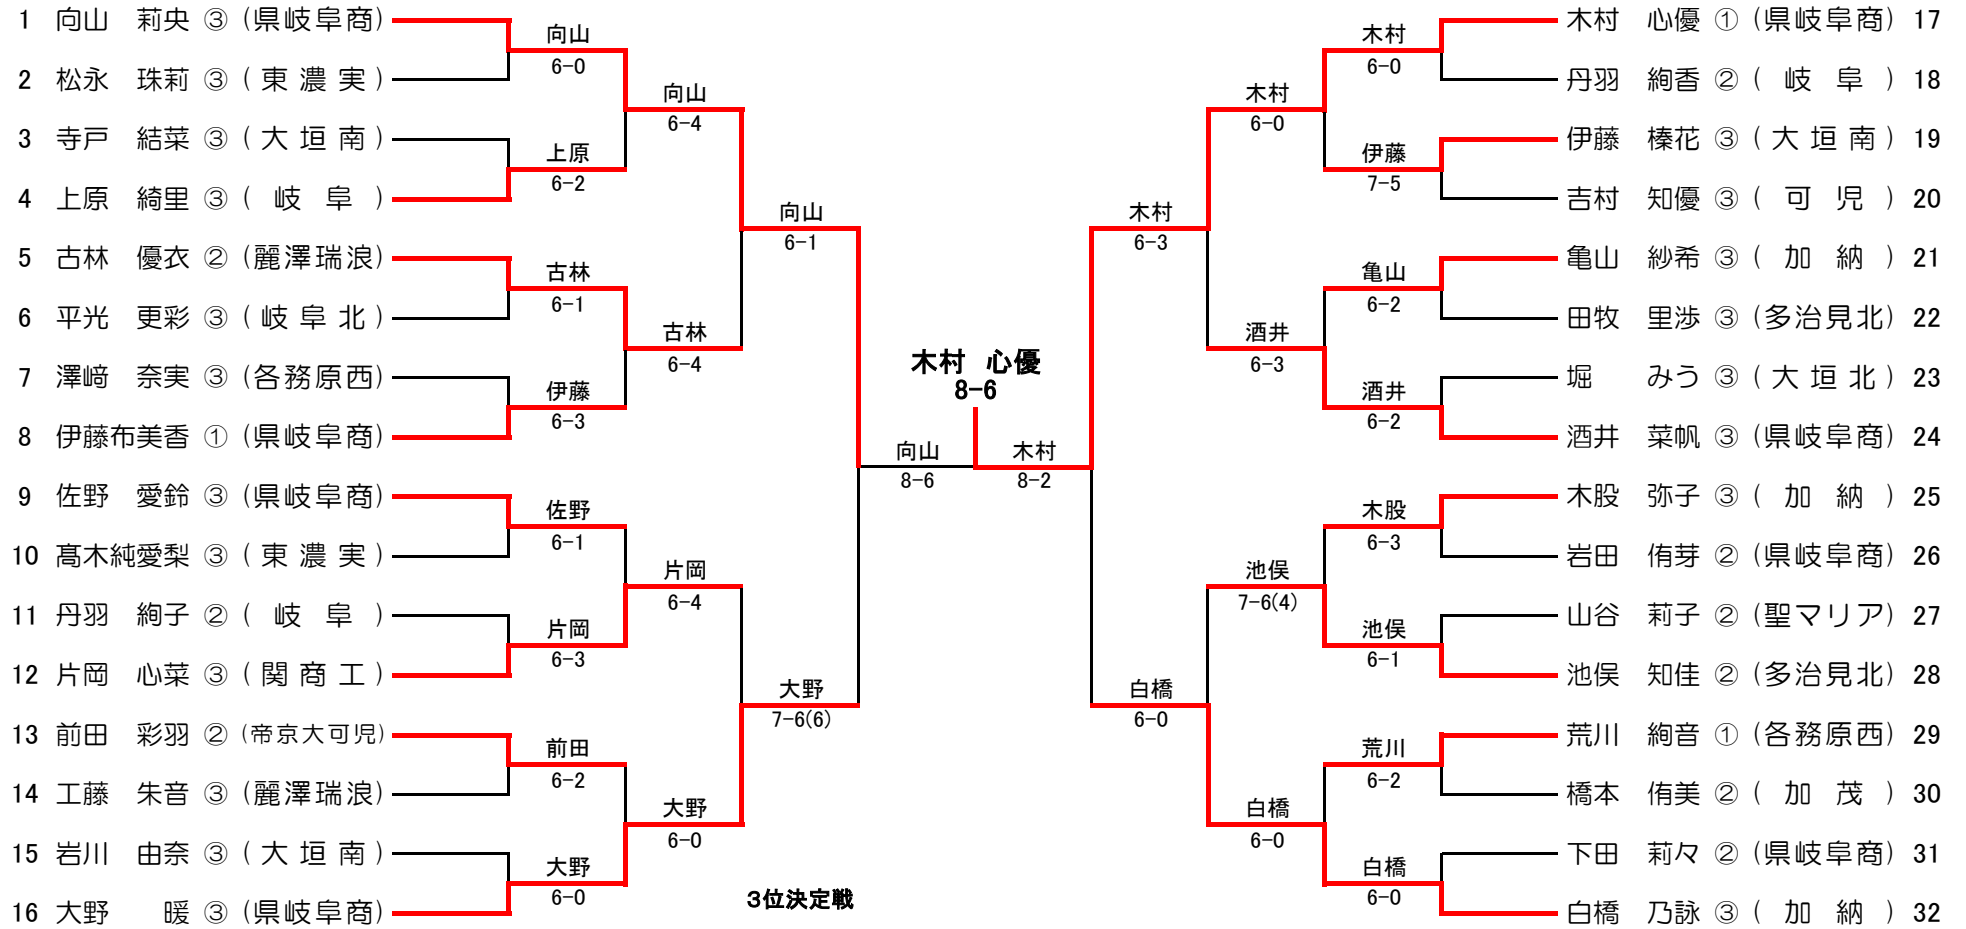 1 向山 莉央 ③ (県岐阜商)
2 松永 珠莉 ③ (東濃実)
3 寺戸 結菜 ③ (大垣南)
4 上原 綺里 ③ (岐阜)
5 古林 優衣 ② (麗澤瑞浪)
6 平光 更彩 ③ (岐阜北)
7 澤﨑 奈実 ③ (各務原西)
8 伊藤布美香 ① (県岐阜商)
9 佐野 愛鈴 ③ (県岐阜商)
10 髙木純愛梨 ③ (東濃実)
11 丹羽 絢子 ② (岐阜)
12 片岡 心菜 ③ (関商工)
13 前田 彩羽 ② (帝京大可児)
14 工藤 朱音 ③ (麗澤瑞浪)
15 岩川 由奈 ③ (大垣南)
16 大野 暖 ③ (県岐阜商)
向山
6-0
上原
6-2
古林
6-1
伊藤
6-3
佐野
6-1
片岡
6-3
前田
6-2
大野
6-0
向山
6-4
古林
6-4
片岡
6-4
大野
6-0
向山
6-1
大野
7-6(6)
向山
8-6
木村 心優
8-6
木村
8-2
3位決定戦
木村
6-3
白橋
6-0
木村
6-0
酒井
6-3
池俣
7-6(4)
白橋
6-0
木村
6-0
伊藤
7-5
亀山
6-2
酒井
6-2
木股
6-3
池俣
6-1
荒川
6-2
白橋
6-0
木村 心優 ① (県岐阜商) 17
丹羽 絢香 ② (岐阜) 18
伊藤 榛花 ③ (大垣南) 19
吉村 知優 ③ (可児) 20
亀山 紗希 ③ (加納) 21
田牧 里渉 ③ (多治見北) 22
堀 みう ③ (大垣北) 23
酒井 菜帆 ③ (県岐阜商) 24
木股 弥子 ③ (加納) 25
岩田 侑芽 ② (県岐阜商) 26
山谷 莉子 ② (聖マリア) 27
池俣 知佳 ② (多治見北) 28
荒川 絢音 ① (各務原西) 29
橋本 侑美 ② (加茂) 30
下田 莉々 ② (県岐阜商) 31
白橋 乃詠 ③ (加納) 32